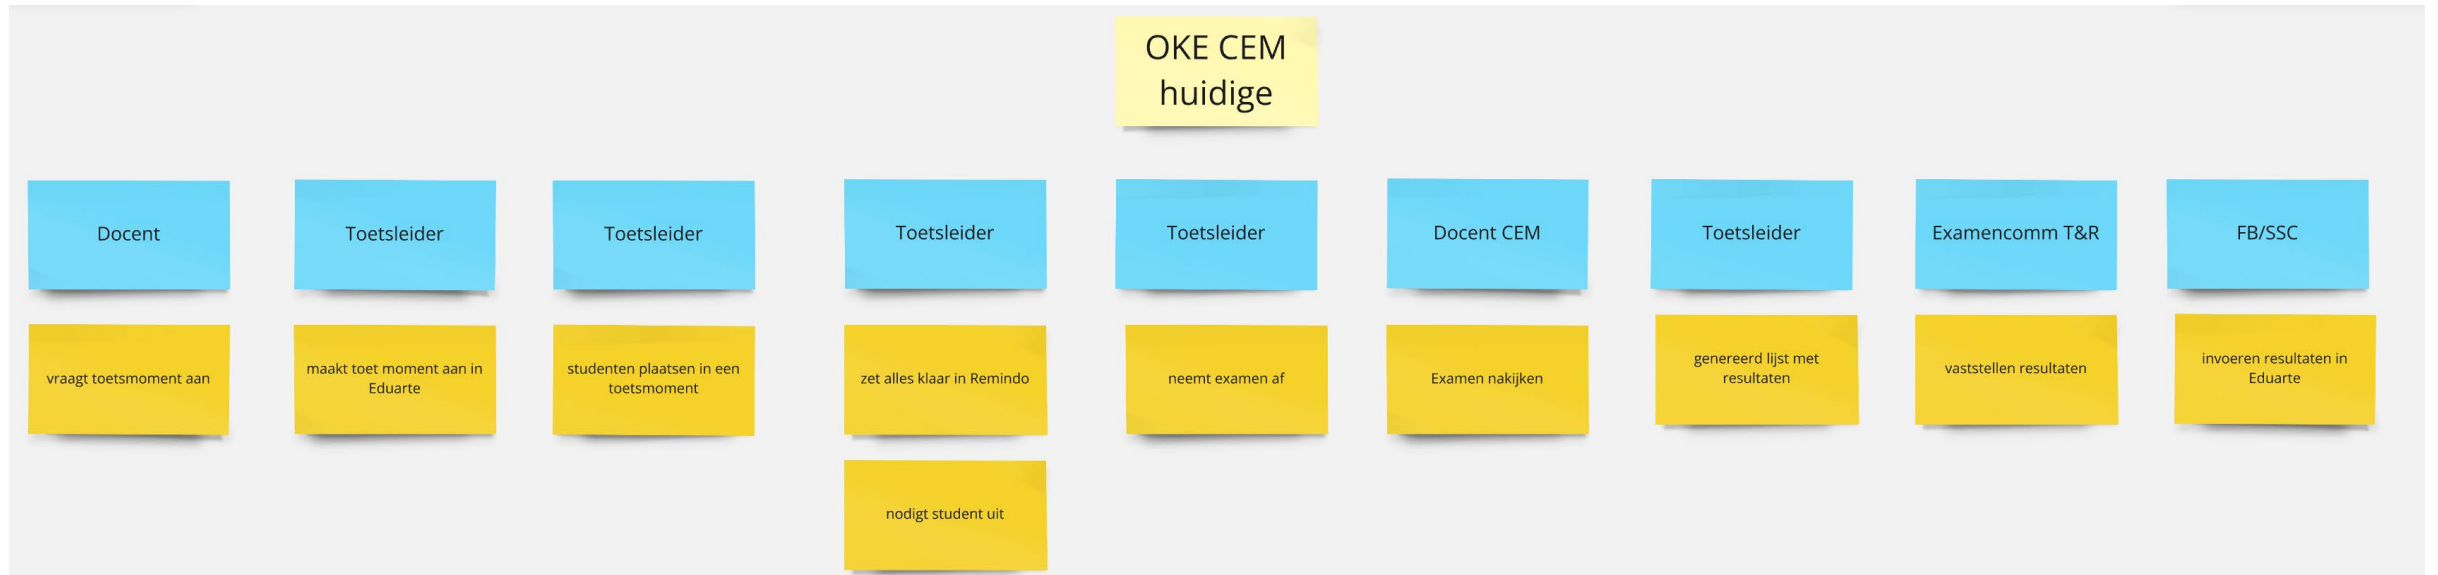 OKE CEM
huidige
Docent
Toetsleider
Toetsleider
Toetsleider
Toetsleider
Docent CEM
Toetsleider
Examencomm T&R
FB/SSC
vraagt toetsmoment aan
maakt toet moment aan in
Eduarte
studenten plaatsen in een
toetsmoment
zet alles klaar in Remindo
neemt examen af
Examen nakijken
genereerd lijst met
resultaten
vaststellen resultaten
invoeren resultaten in
Eduarte
nodigt student uit